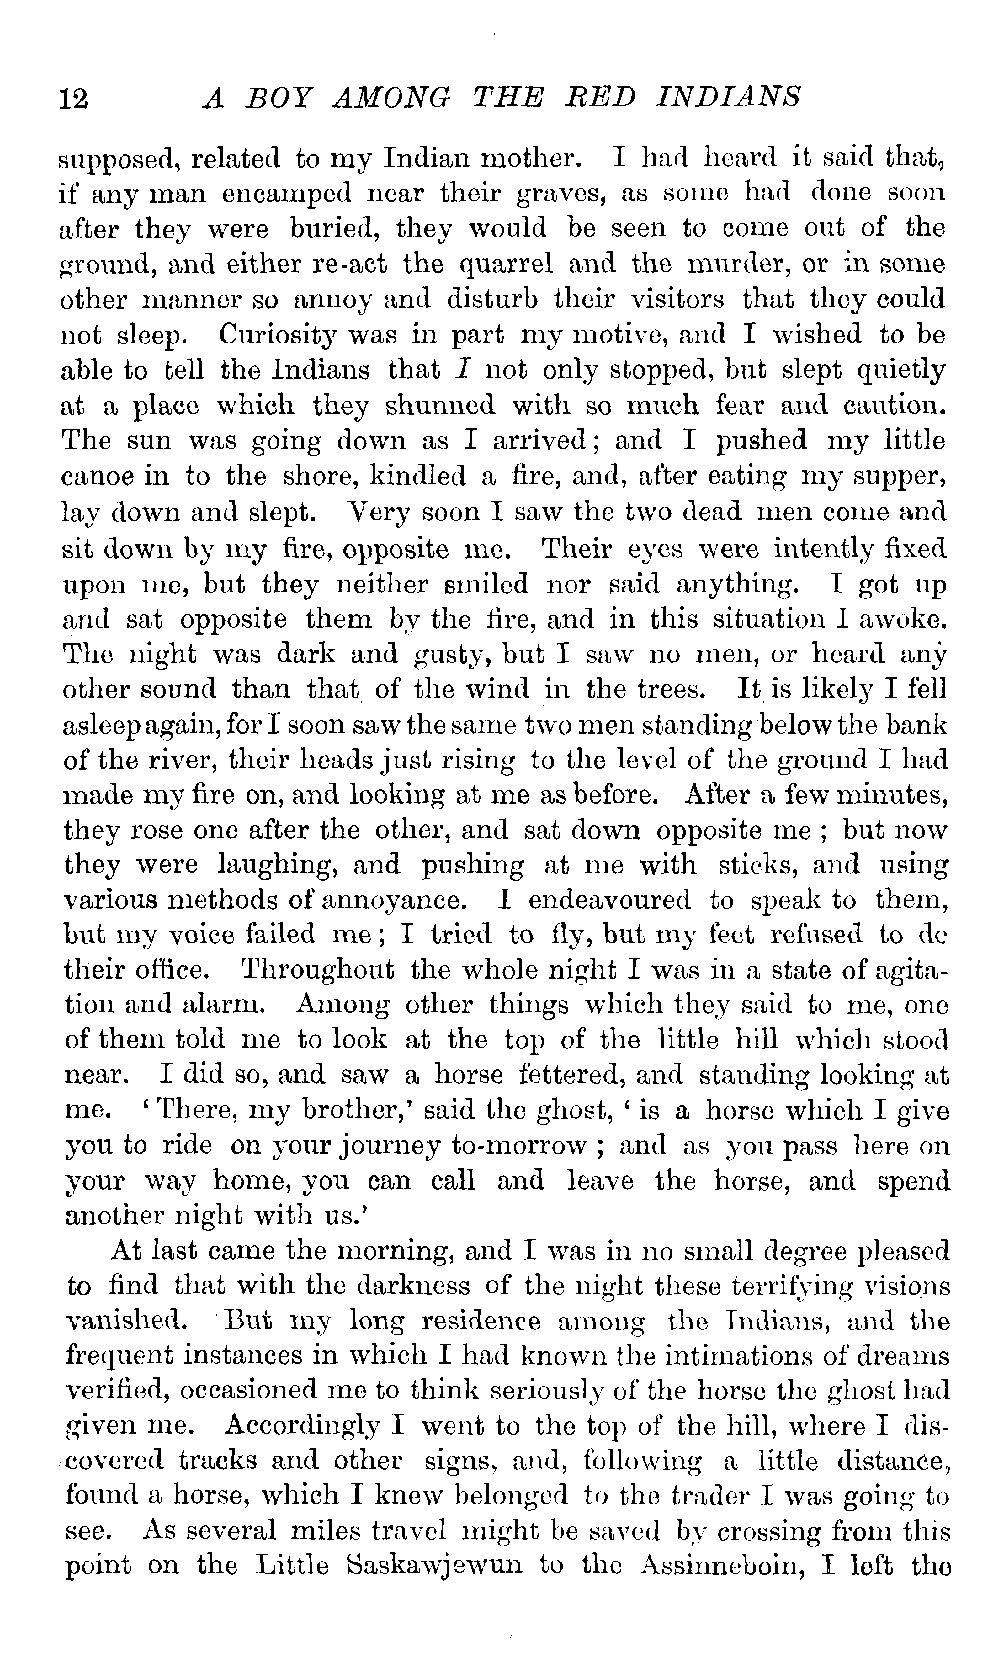 12 A BOY AMONG THE RED INDIANS
supposed, related to my Indian mother. I had heard it said that,
if any man encamped near their graves, as some had done soon
after they were buried, they would be seen to come out of the
ground, and either re-act the quarrel and the murder, or in some
other manner so annoy and disturb their visitors that they could
not sleep. Curiosity was in part my motive, and I wished to be
able to tell the Indians that I not only stopped, but slept quietly
at a place which they shunned with so much fear and caution.
The sun was going down as I arrived; and I pushed my little
canoe in to the shore, kindled a fire, and, after eating my supper,
lay down and slept. Very soon I saw the two dead men come and
sit down by my fire, opposite me. Their eyes were intently fixed
upon me, but they neither smiled nor said anything. I got up
and sat opposite them by the fire, and in this situation I awoke.
The night was dark and gusty, but I saw no men, or heard any
other sound than that of the wind in the trees. It is likely I fell
asleep again, for I soon saw the same two men standing below the bank
of the river, their heads just rising to the level of the ground I had
made my fire on, and looking at me as before. After a few minutes,
they rose one after the other, and sat down opposite me; but now
they were laughing, and pushing at me with sticks, and using
various methods of annoyance. I endeavoured to speak to them,
but my voice failed me; I tried to fly, but my feet refused to do
their office. Throughout the whole night I was in a state of agita-
tion and alarm. Among other things which they said to me, one
of them told me to look at the top of the little hill which stood
near. I did so, and saw a horse fettered, and standing looking at
me. 'There, my brother,' said the ghost, 'is a horse which I give
you to ride on your journey to-morrow; and as you pass here on
your way home, you can call and leave the horse, and spend
another night with us.'
At last came the morning, and I was in no small degree pleased
to find that with the darkness of the night these terrifying visions
vanished. But my long residence among the Indians, and the
frequent instances in which I had known the intimations of dreams
verified, occasioned me to think seriously of the horse the ghost had
given me. Accordingly I went to the top of the hill, where I dis-
covered tracks and other signs, and, following a little distance,
found a horse, which I knew belonged to the trader I was going to
see. As several miles travel might be saved by crossing from this
point on the Little Saskawjewun to the Assinneboin, I left the